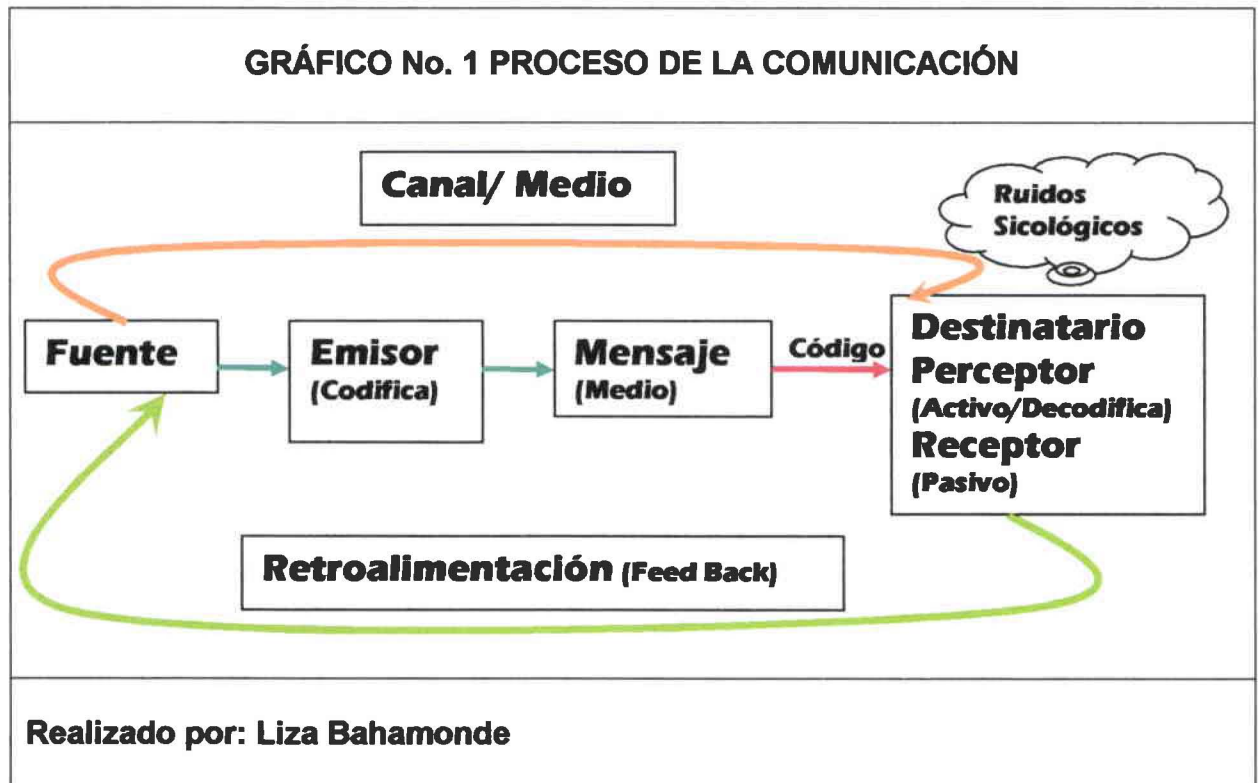 GRÁFICO No. 1 PROCESO DE LA COMUNICACIÓN
Canal/ Medio
Ruidos
Sicológicos
Fuente
Emisor
(Codifica)
Mensaje
(Medio)
Código
Destinatario
Perceptor
(Activo/Decodifica)
Receptor
(Pasivo)
Retroalimentación (Feed Back)
Realizado por: Liza Bahamonde